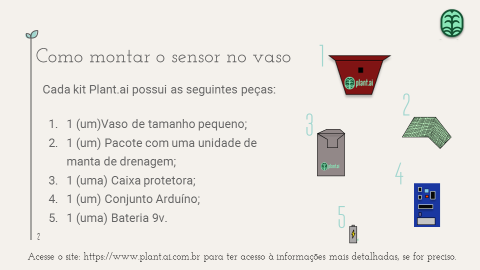 Como montar o sensor no vaso
Cada kit Plant.ai possui as seguintes peças:
1. 1 (um)Vaso de tamanho pequeno;
2. 1 (um) Pacote com uma unidade de
manta de drenagem;
3. 1 (uma) Caixa protetora;
4. 1 (um) Conjunto Arduíno;
5. 1 (uma) Bateria 9v.
1
plant.ai
2
3
plant.ai
4
5
2
Acesse o site: https://www.plantai.com.br para ter acesso à informações mais detalhadas, se for preciso.